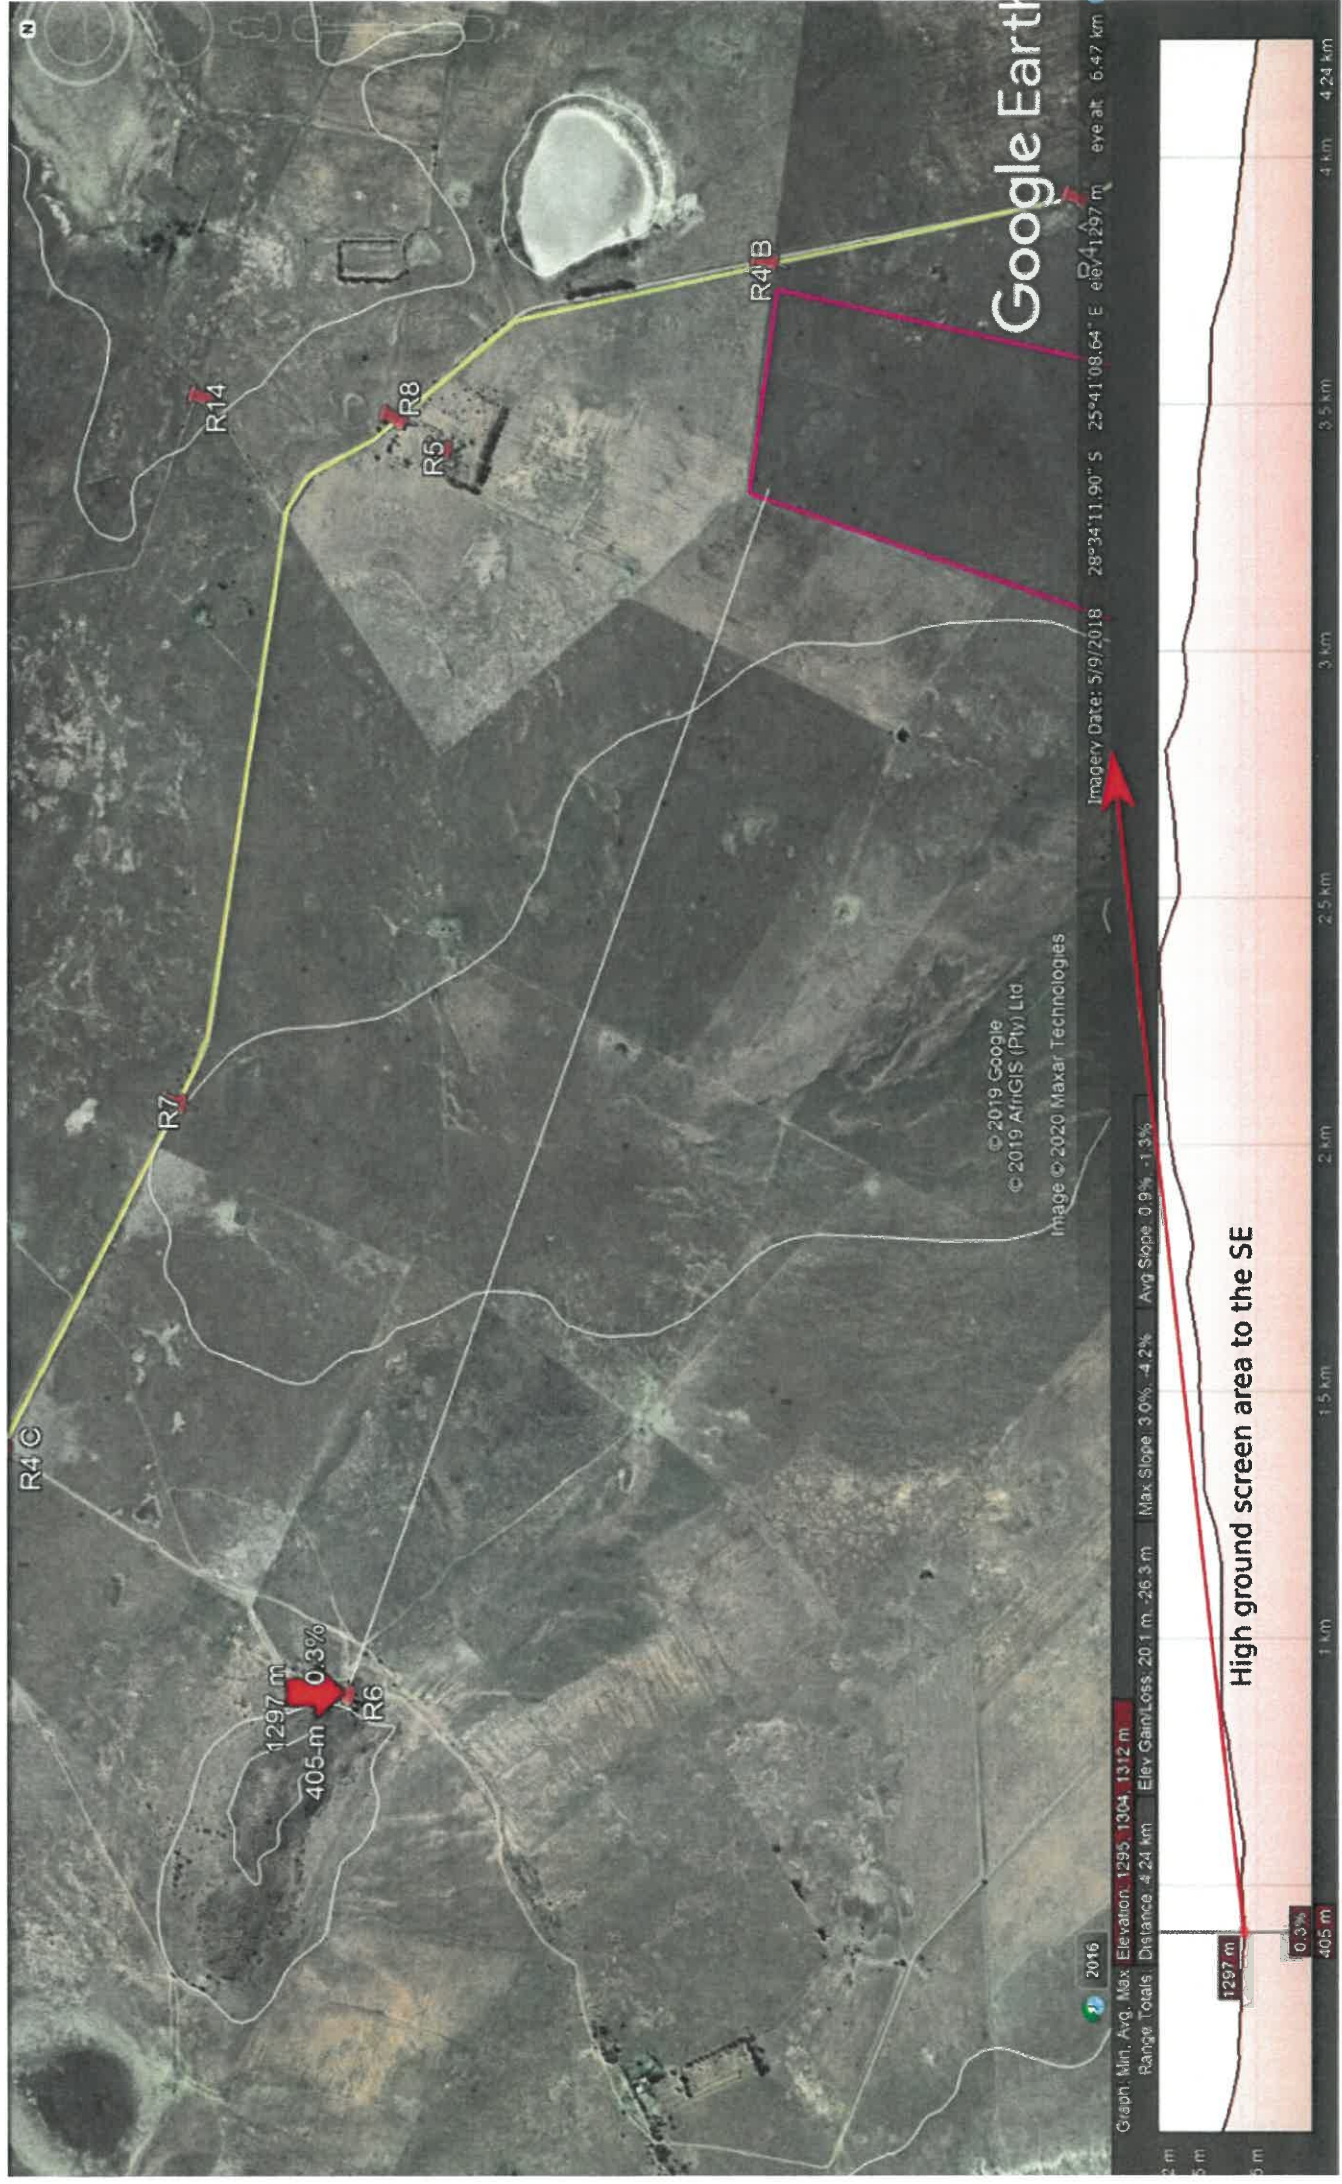 N
R4 C
R7
R14
R8
R5
R4 B
1297 m
0.3%
405 m
R6
© 2019 Google
© 2019 AfriGIS (Pty) Ltd
Image © 2020 Maxar Technologies
Google Earth
2016
Imagery Date: 5/9/2018 28°34'11.90" S 25°41'08.64" E elev 1297 m eye alt 6.47 km
Graph: Min, Avg, Max Elevation: 1295, 1304, 1312 m
Range Totals: Distance: 4.24 km Elev Gain/Loss: 20.1 m, -26.3 m Max Slope: 3.0%, -4.2% Avg Slope: 0.9%, -1.3%
1297 m
High ground screen area to the SE
0.3%
405 m
1 km
1.5 km
2 km
2.5 km
3 km
3.5 km
4 km
4.24 km